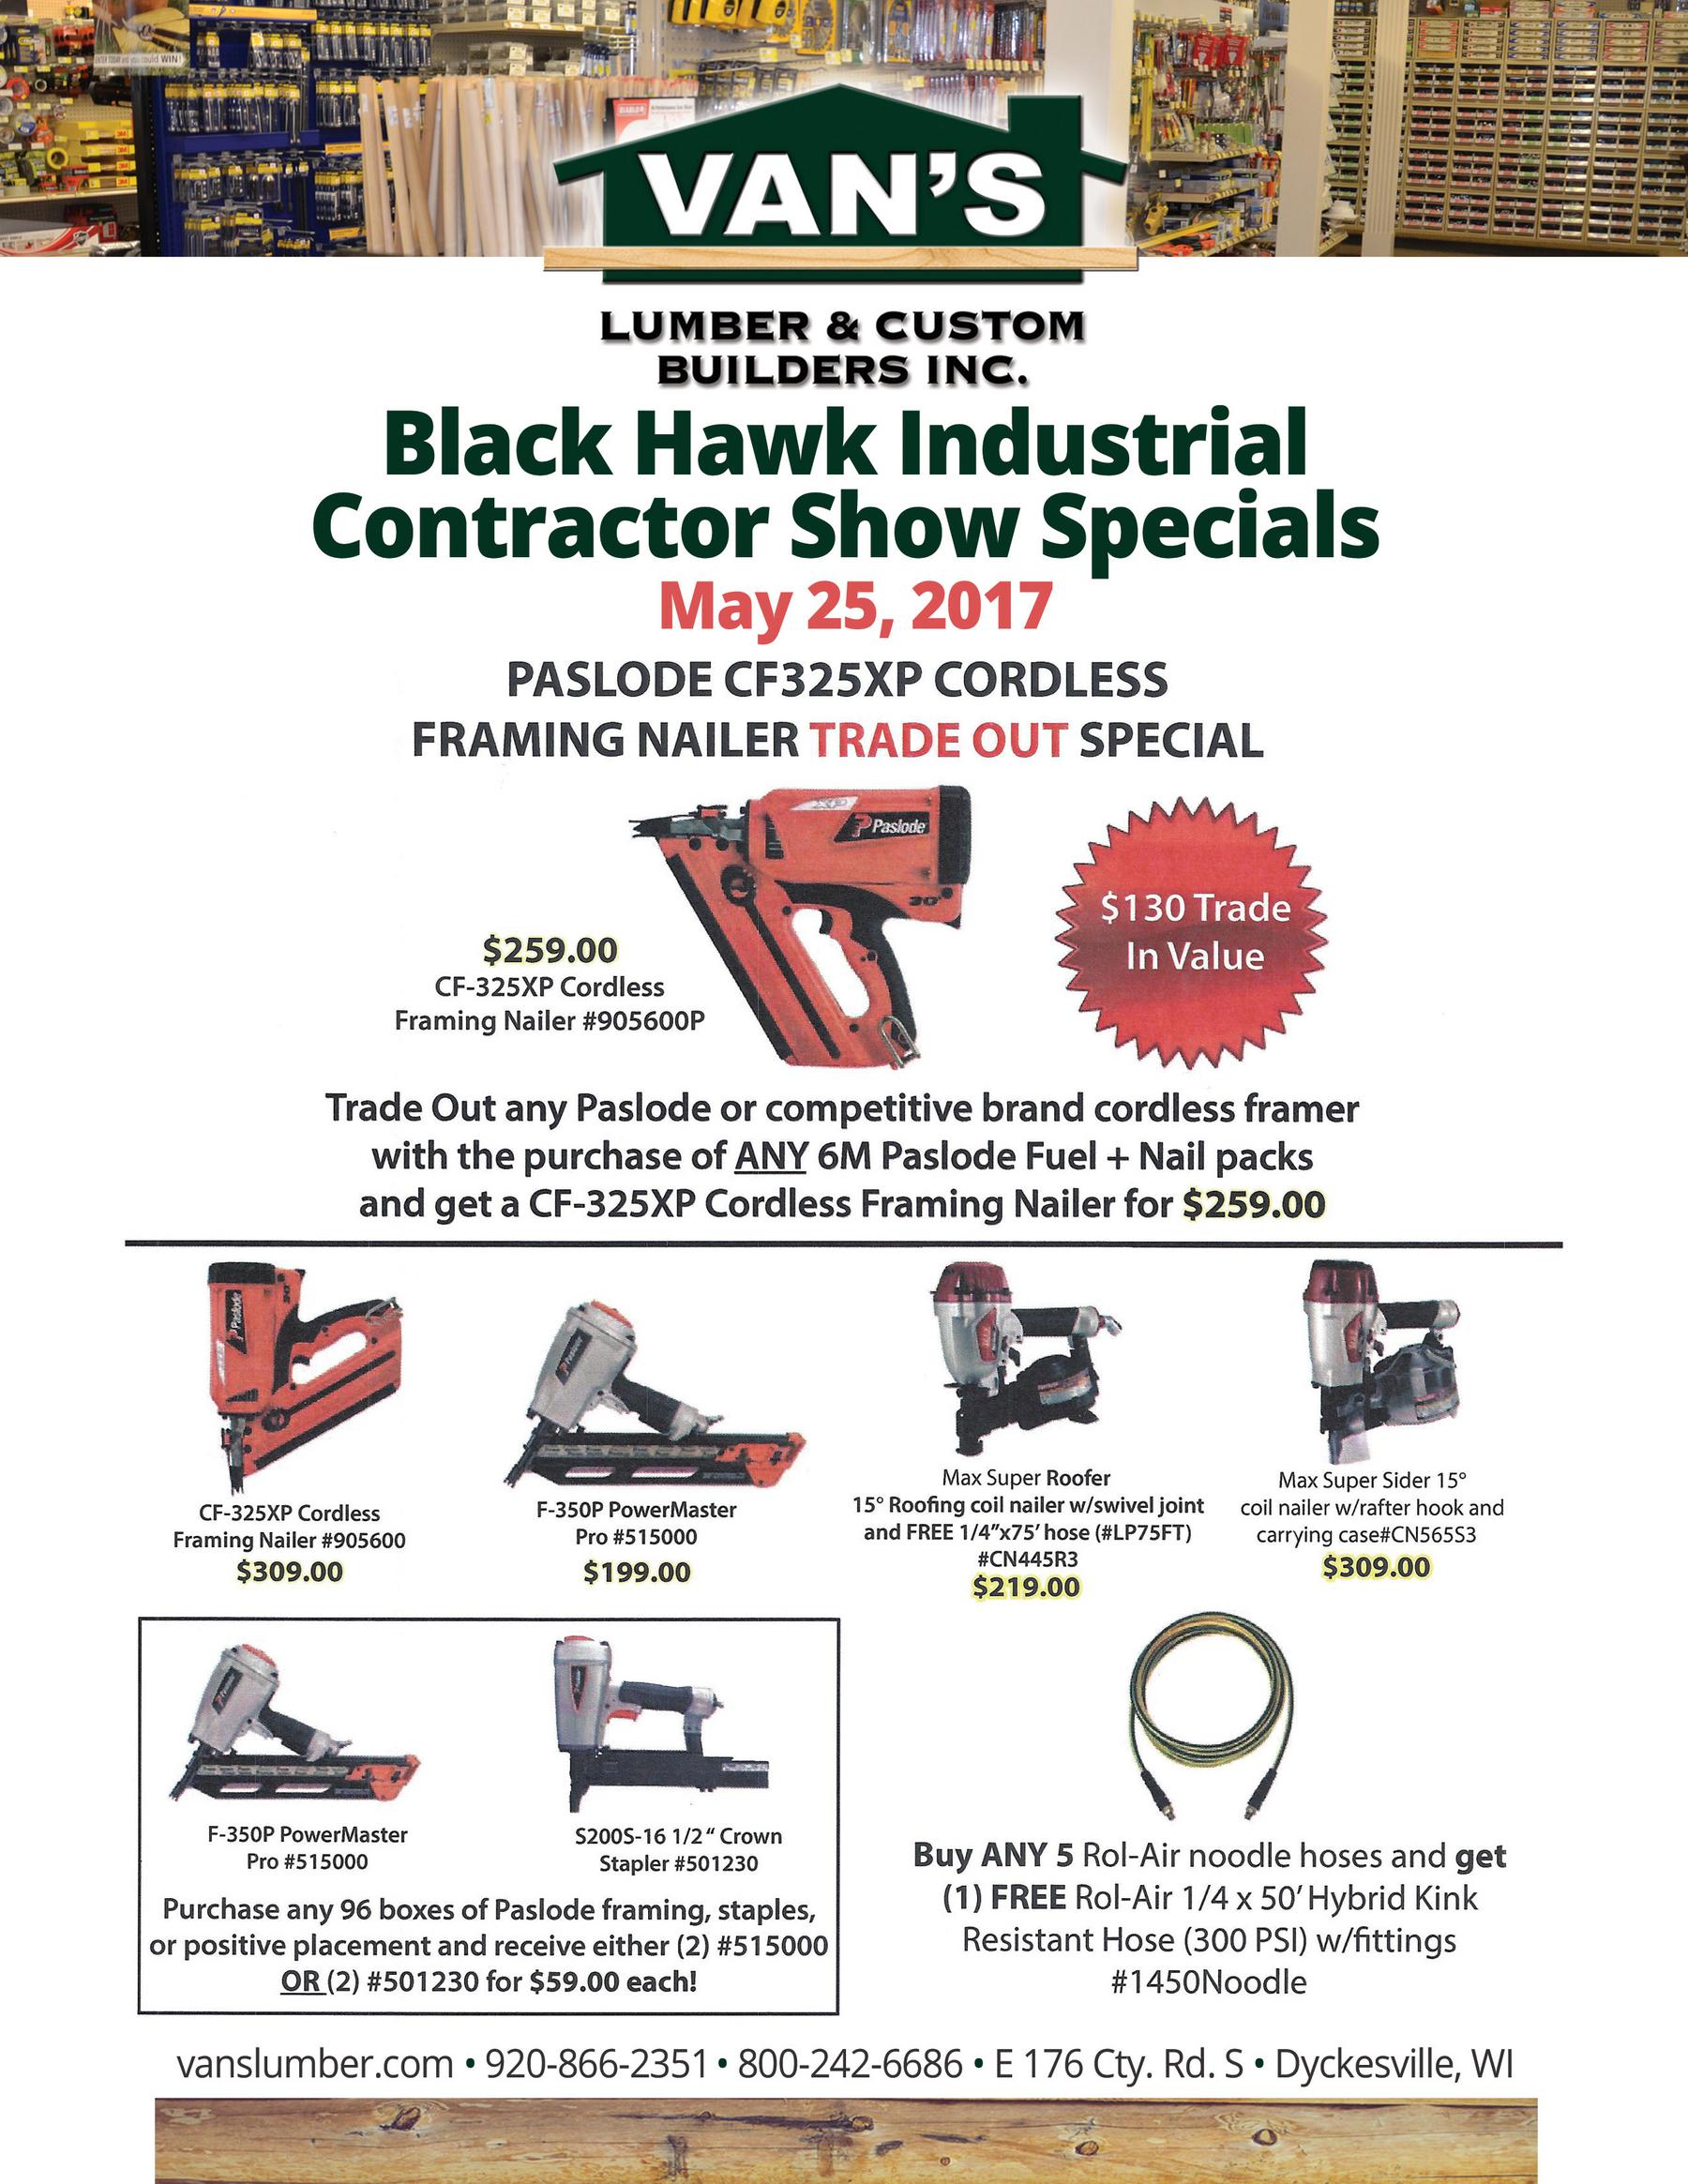 ENTER TODAY and you could WIN!
VAN'S
LUMBER & CUSTOM
BUILDERS INC.
Black Hawk Industrial
Contractor Show Specials
May 25, 2017
PASLODE CF325XP CORDLESS
FRAMING NAILER TRADE OUT SPECIAL
Paslode
30°
$130 Trade
In Value
$259.00
CF-325XP Cordless
Framing Nailer #905600P
Trade Out any Paslode or competitive brand cordless framer
with the purchase of ANY 6M Paslode Fuel + Nail packs
and get a CF-325XP Cordless Framing Nailer for $259.00
Paslode
CF-325XP Cordless
Framing Nailer #905600
$309.00
Paslode
F-350P PowerMaster
Pro #515000
$199.00
Max Super Roofer
15° Roofing coil nailer w/swivel joint
and FREE 1/4"x75' hose (#LP75FT)
#CN445R3
$219.00
Max Super Sider 15°
coil nailer w/rafter hook and
carrying case#CN565S3
$309.00
F-350P PowerMaster
Pro #515000
S200S-16 1/2" Crown
Stapler #501230
Purchase any 96 boxes of Paslode framing, staples,
or positive placement and receive either (2) #515000
OR (2) #501230 for $59.00 each!
Buy ANY 5 Rol-Air noodle hoses and get
(1) FREE Rol-Air 1/4 x 50' Hybrid Kink
Resistant Hose (300 PSI) w/fittings
#1450Noodle
vanslumber.com • 920-866-2351 • 800-242-6686 • E 176 Cty. Rd. S • Dyckesville, WI